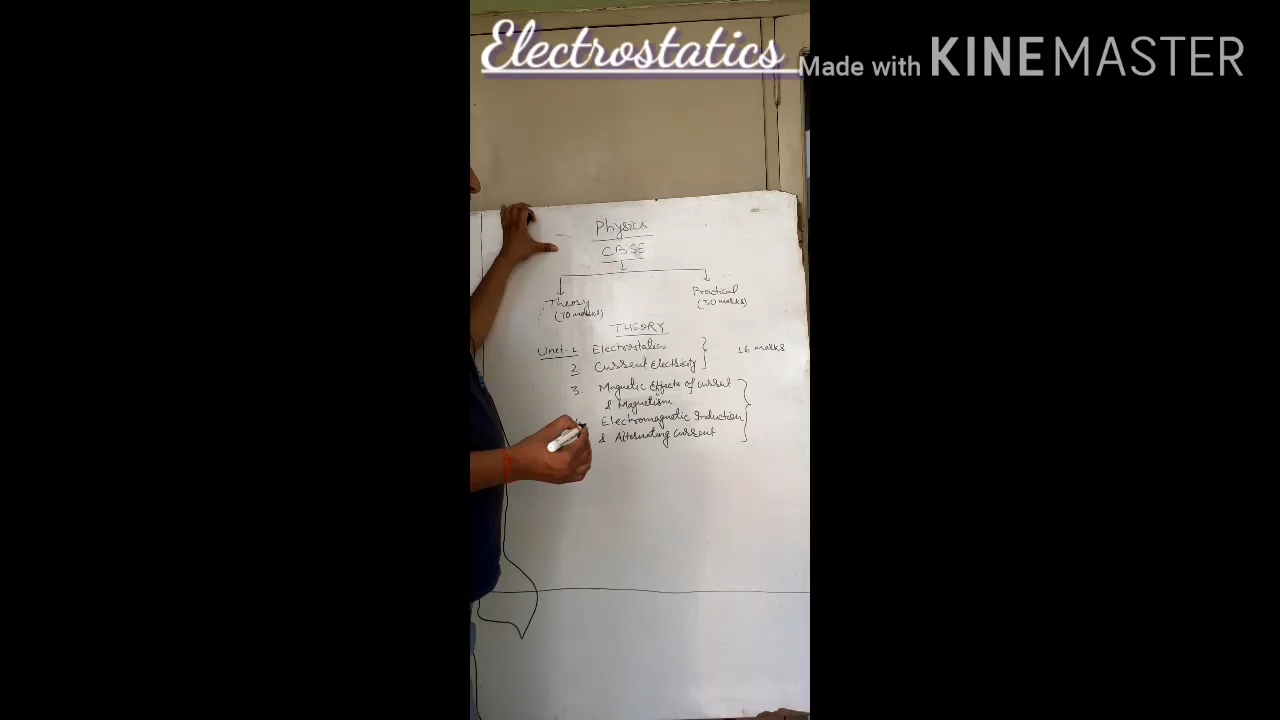 Electrostatics
Made with KINEMASTER
Physics
CBSE
Theory
(70 marks)
Practical
(30 marks)
THEORY
Unit-1 Electrostatics
16 marks
2. Current Electricity
3. Magnetic Effects of Current
& Magnetism
Electromagnetic Induction
& Alternating Current